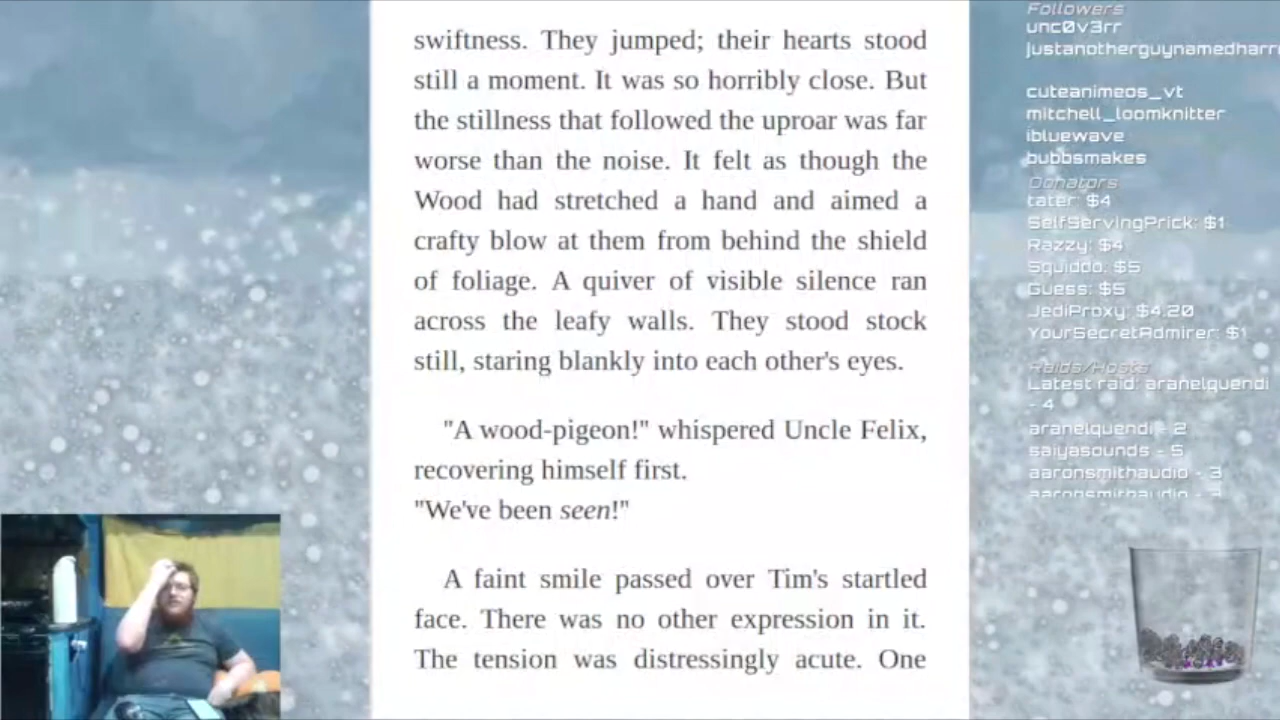 swiftness. They jumped; their hearts stood
still a moment. It was so horribly close. But
the stillness that followed the uproar was far
worse than the noise. It felt as though the
Wood had stretched a hand and aimed a
crafty blow at them from behind the shield
of foliage. A quiver of visible silence ran
across the leafy walls. They stood stock
still, staring blankly into each other's eyes.
"A wood-pigeon!" whispered Uncle Felix,
recovering himself first.
"We've been seen!"
A faint smile passed over Tim's startled
face. There was no other expression in it.
The tension was distressingly acute. One
Followers
unc0v3rr
justanotherguynamedharr
cuteanimeos_vt
mitchell_loomknitter
ibluewave
bubbsmakes
Donators
tater: $4
SelfServingPrick: $1
Razzy: $4
Squiddo: $5
Guess: $5
JediProxy: $4.20
YourSecretAdmirer: $1
Raids/Hosts
Latest raid: aranelquendi
- 4
aranelquendi - 2
saiyasounds - 5
aaronsmithaudio - 3
aaronsmithaudio - 3